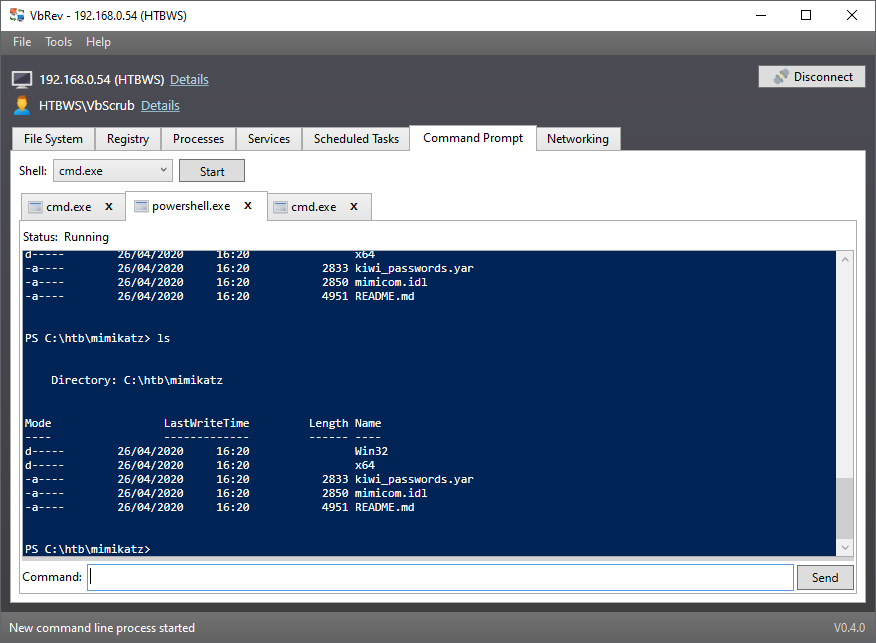 VbRev - 192.168.0.54 (HTBWS)
File Tools Help
192.168.0.54 (HTBWS) Details
Disconnect
HTBWS\VbScrub Details
File System Registry Processes Services Scheduled Tasks Command Prompt Networking
Shell: cmd.exe Start
cmd.exe x powershell.exe x cmd.exe x
Status: Running
d----- 26/04/2020 16:20 x64
-a---- 26/04/2020 16:20 2833 kiwi_passwords.yar
-a---- 26/04/2020 16:20 2850 mimicom.idl
-a---- 26/04/2020 16:20 4951 README.md
PS C:\htb\mimikatz> ls
Directory: C:\htb\mimikatz
Mode LastWriteTime Length Name
---- ------------- ------ ----
d----- 26/04/2020 16:20 Win32
d----- 26/04/2020 16:20 x64
-a---- 26/04/2020 16:20 2833 kiwi_passwords.yar
-a---- 26/04/2020 16:20 2850 mimicom.idl
-a---- 26/04/2020 16:20 4951 README.md
PS C:\htb\mimikatz>
Command: Send
New command line process started V0.4.0